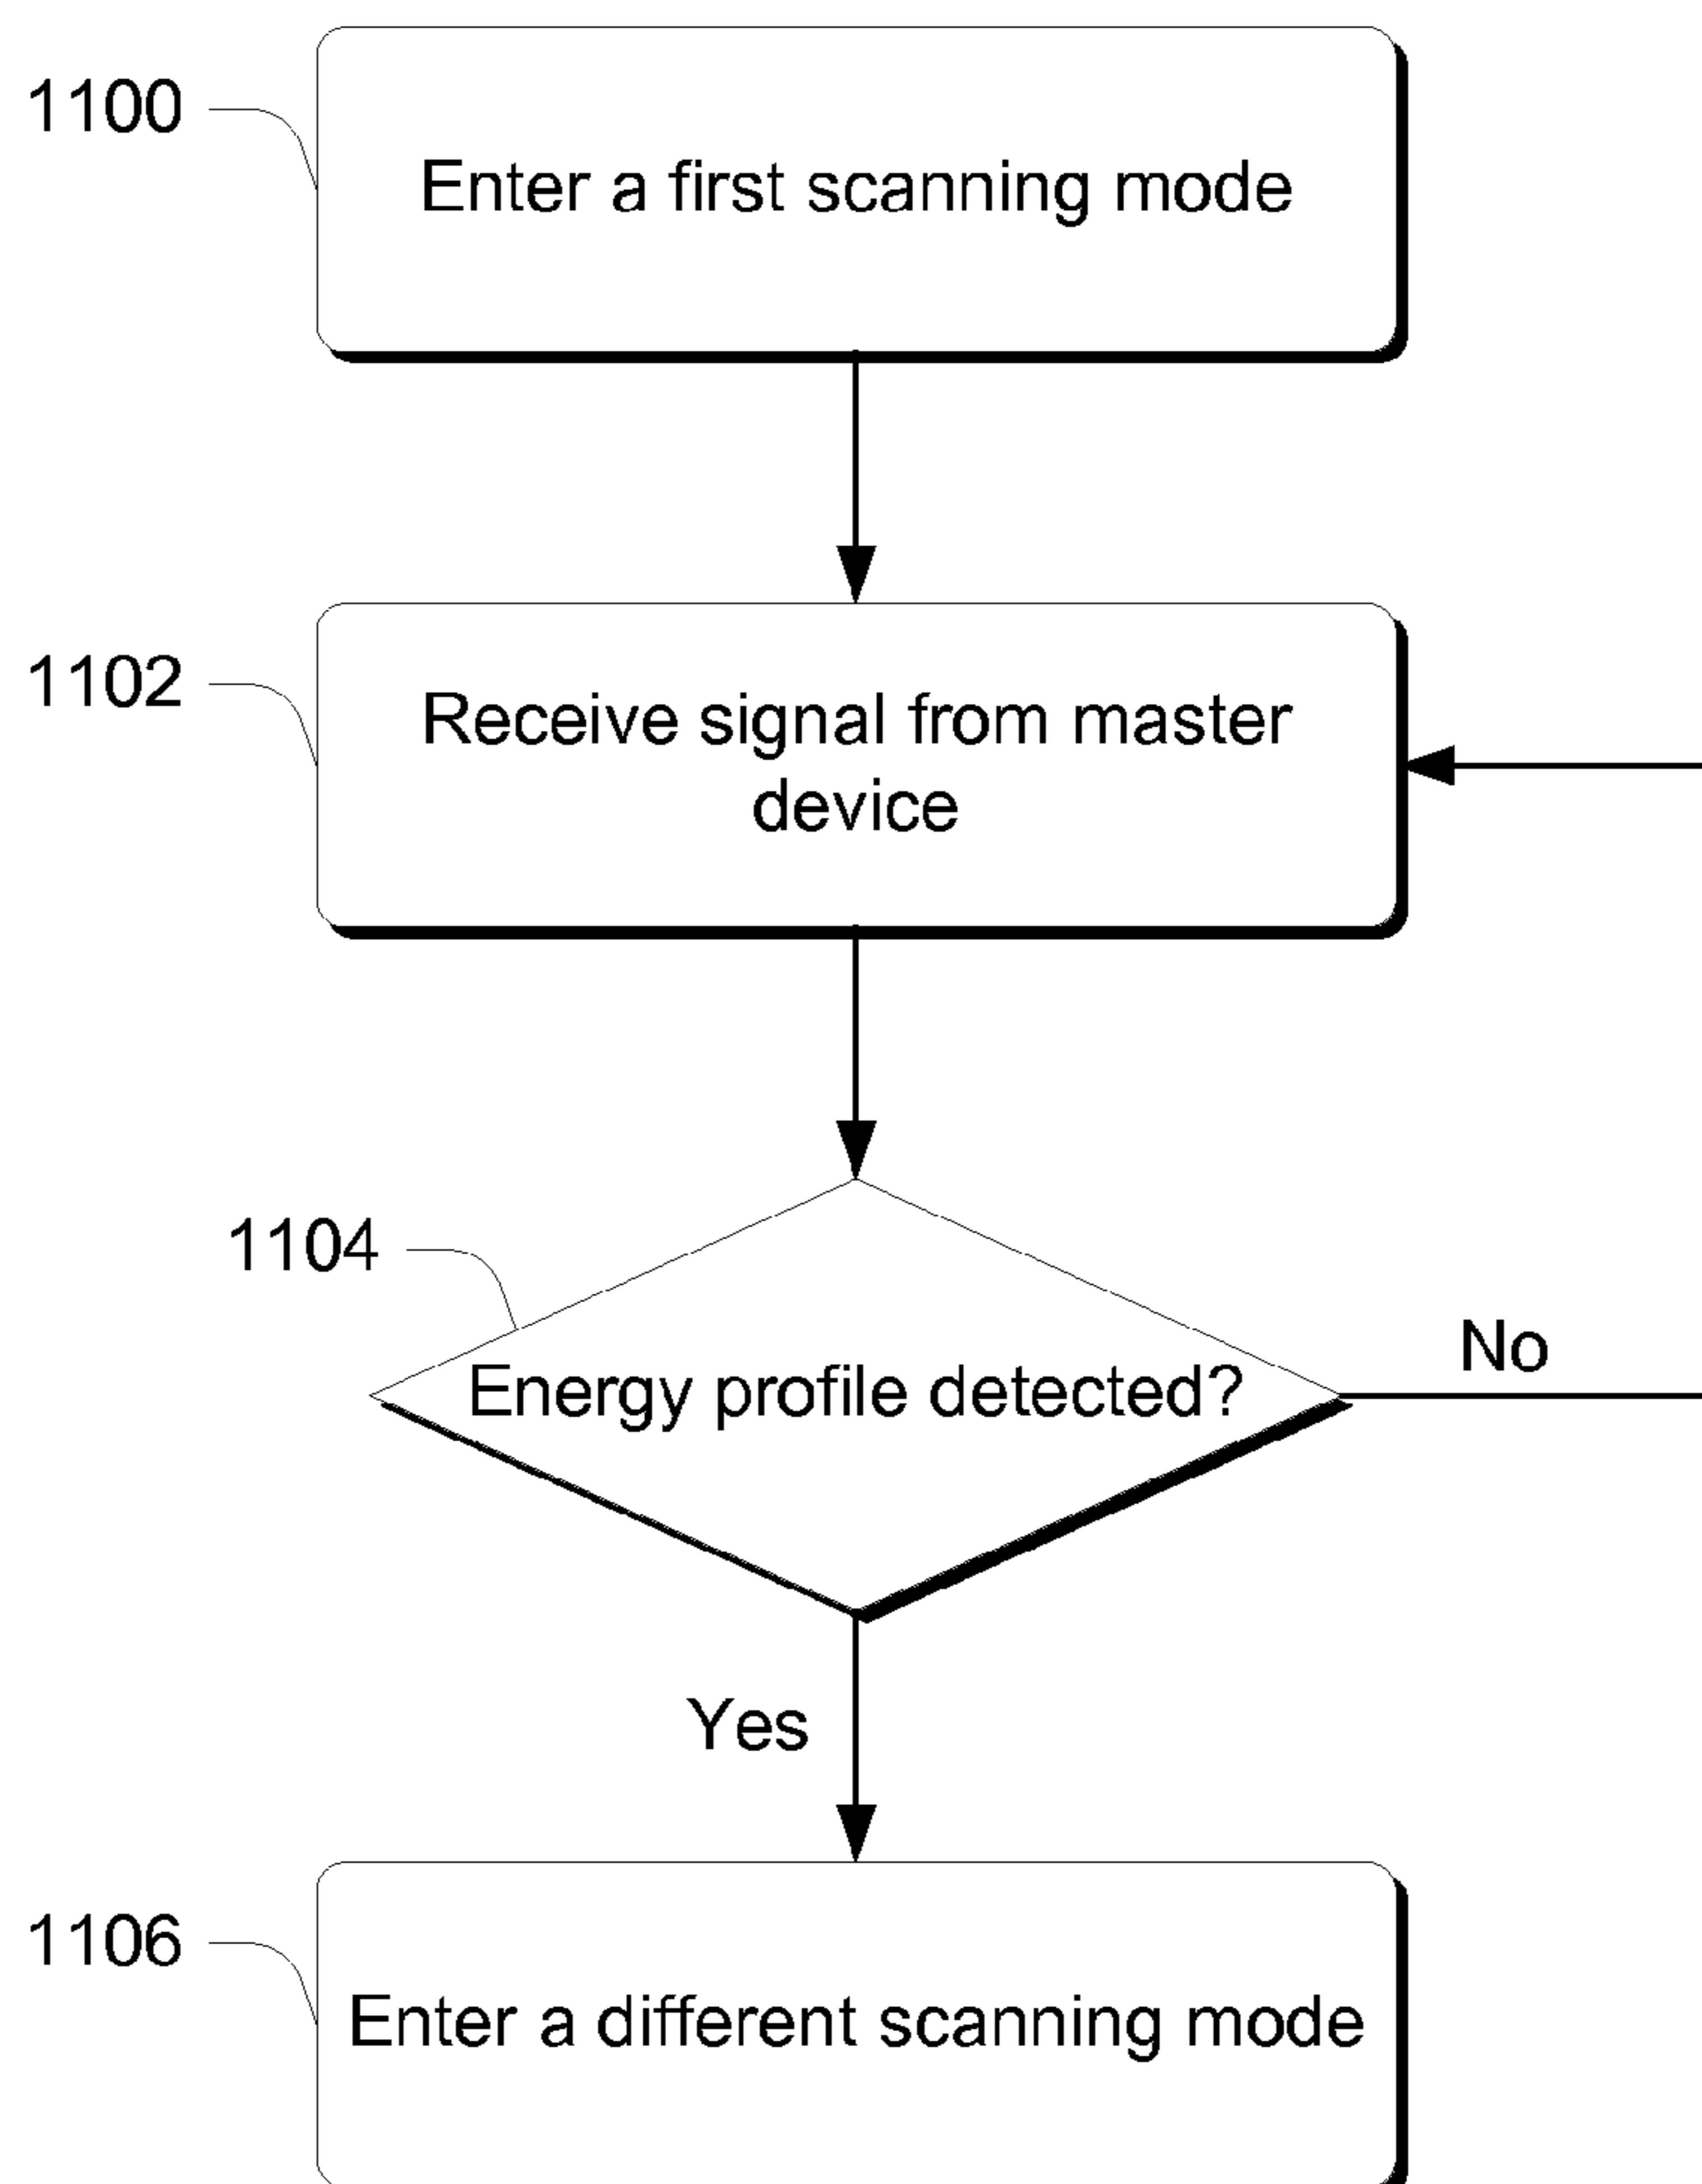 1100
Enter a first scanning mode
1102
Receive signal from master
device
1104
Energy profile detected?
No
Yes
1106
Enter a different scanning mode